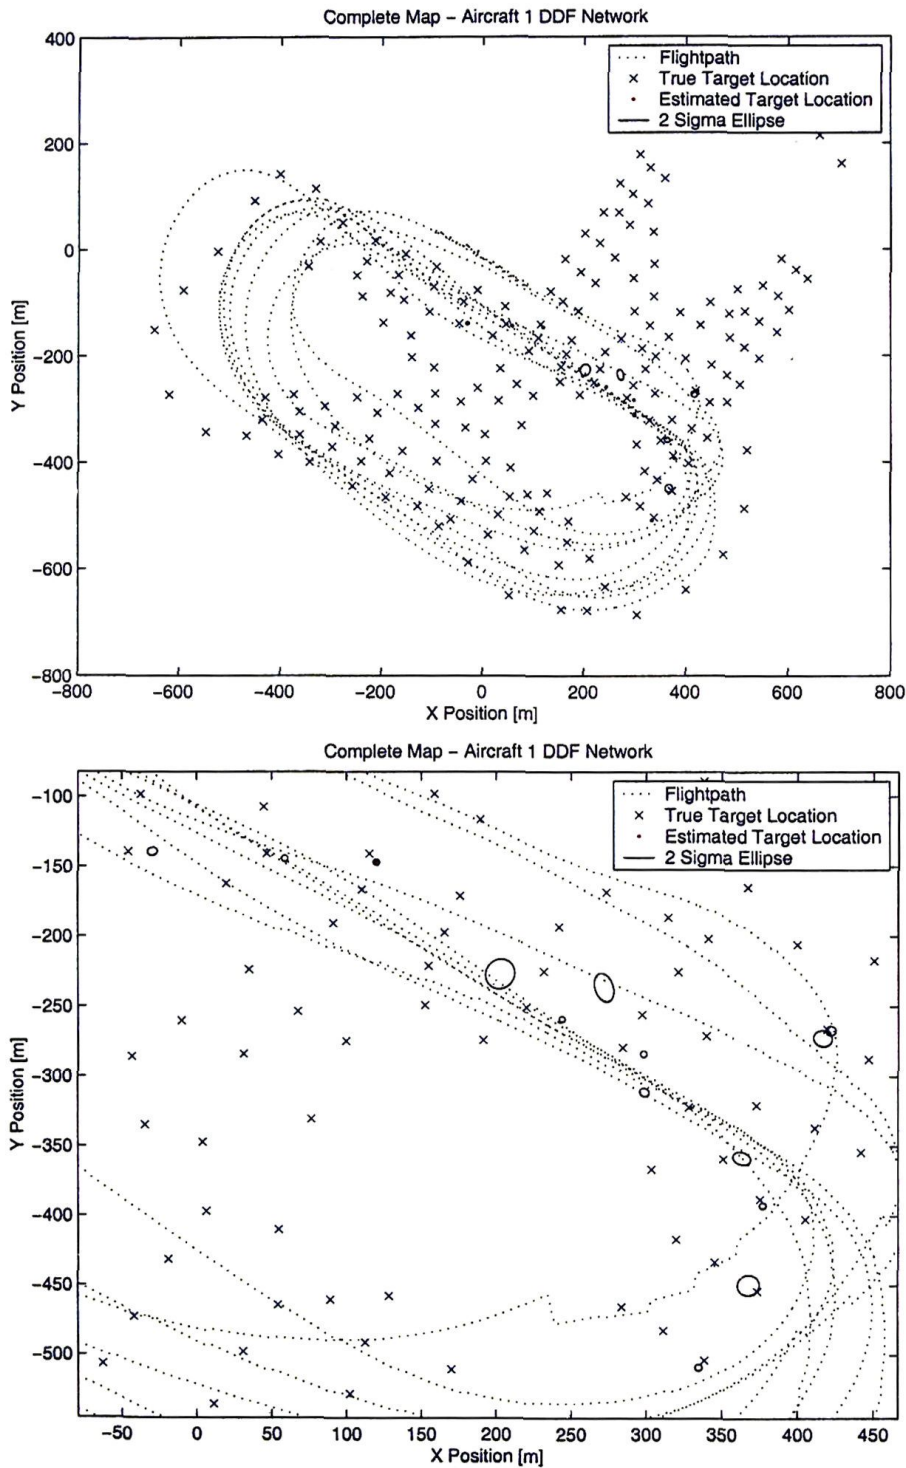 Complete Map – Aircraft 1 DDF Network
400
200
0
−200
−400
−600
−800
Y Position [m]
Flightpath
True Target Location
Estimated Target Location
2 Sigma Ellipse
−800
−600
−400
−200
0
200
400
600
800
X Position [m]
Complete Map – Aircraft 1 DDF Network
−100
−150
−200
−250
−300
−350
−400
−450
−500
Y Position [m]
Flightpath
True Target Location
Estimated Target Location
2 Sigma Ellipse
−50
0
50
100
150
200
250
300
350
400
450
X Position [m]